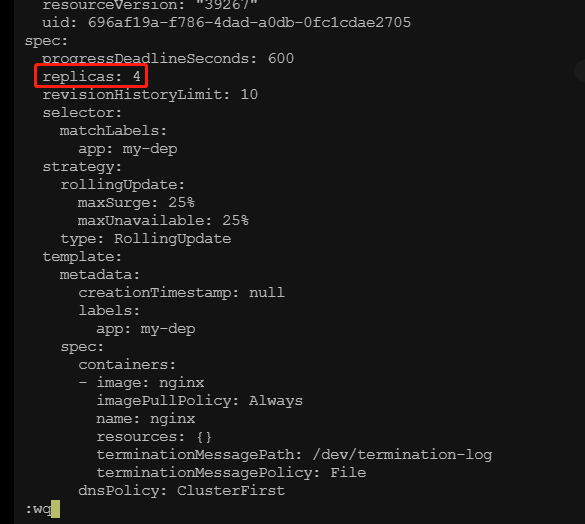 resourceVersion: "39267"
uid: 696af19a-f786-4dad-a0db-0fc1cdae2705
spec:
progressDeadlineSeconds: 600
replicas: 4
revisionHistoryLimit: 10
selector:
matchLabels:
app: my-dep
strategy:
rollingUpdate:
maxSurge: 25%
maxUnavailable: 25%
type: RollingUpdate
template:
metadata:
creationTimestamp: null
labels:
app: my-dep
spec:
containers:
- image: nginx
imagePullPolicy: Always
name: nginx
resources: {}
terminationMessagePath: /dev/termination-log
terminationMessagePolicy: File
dnsPolicy: ClusterFirst
:wq